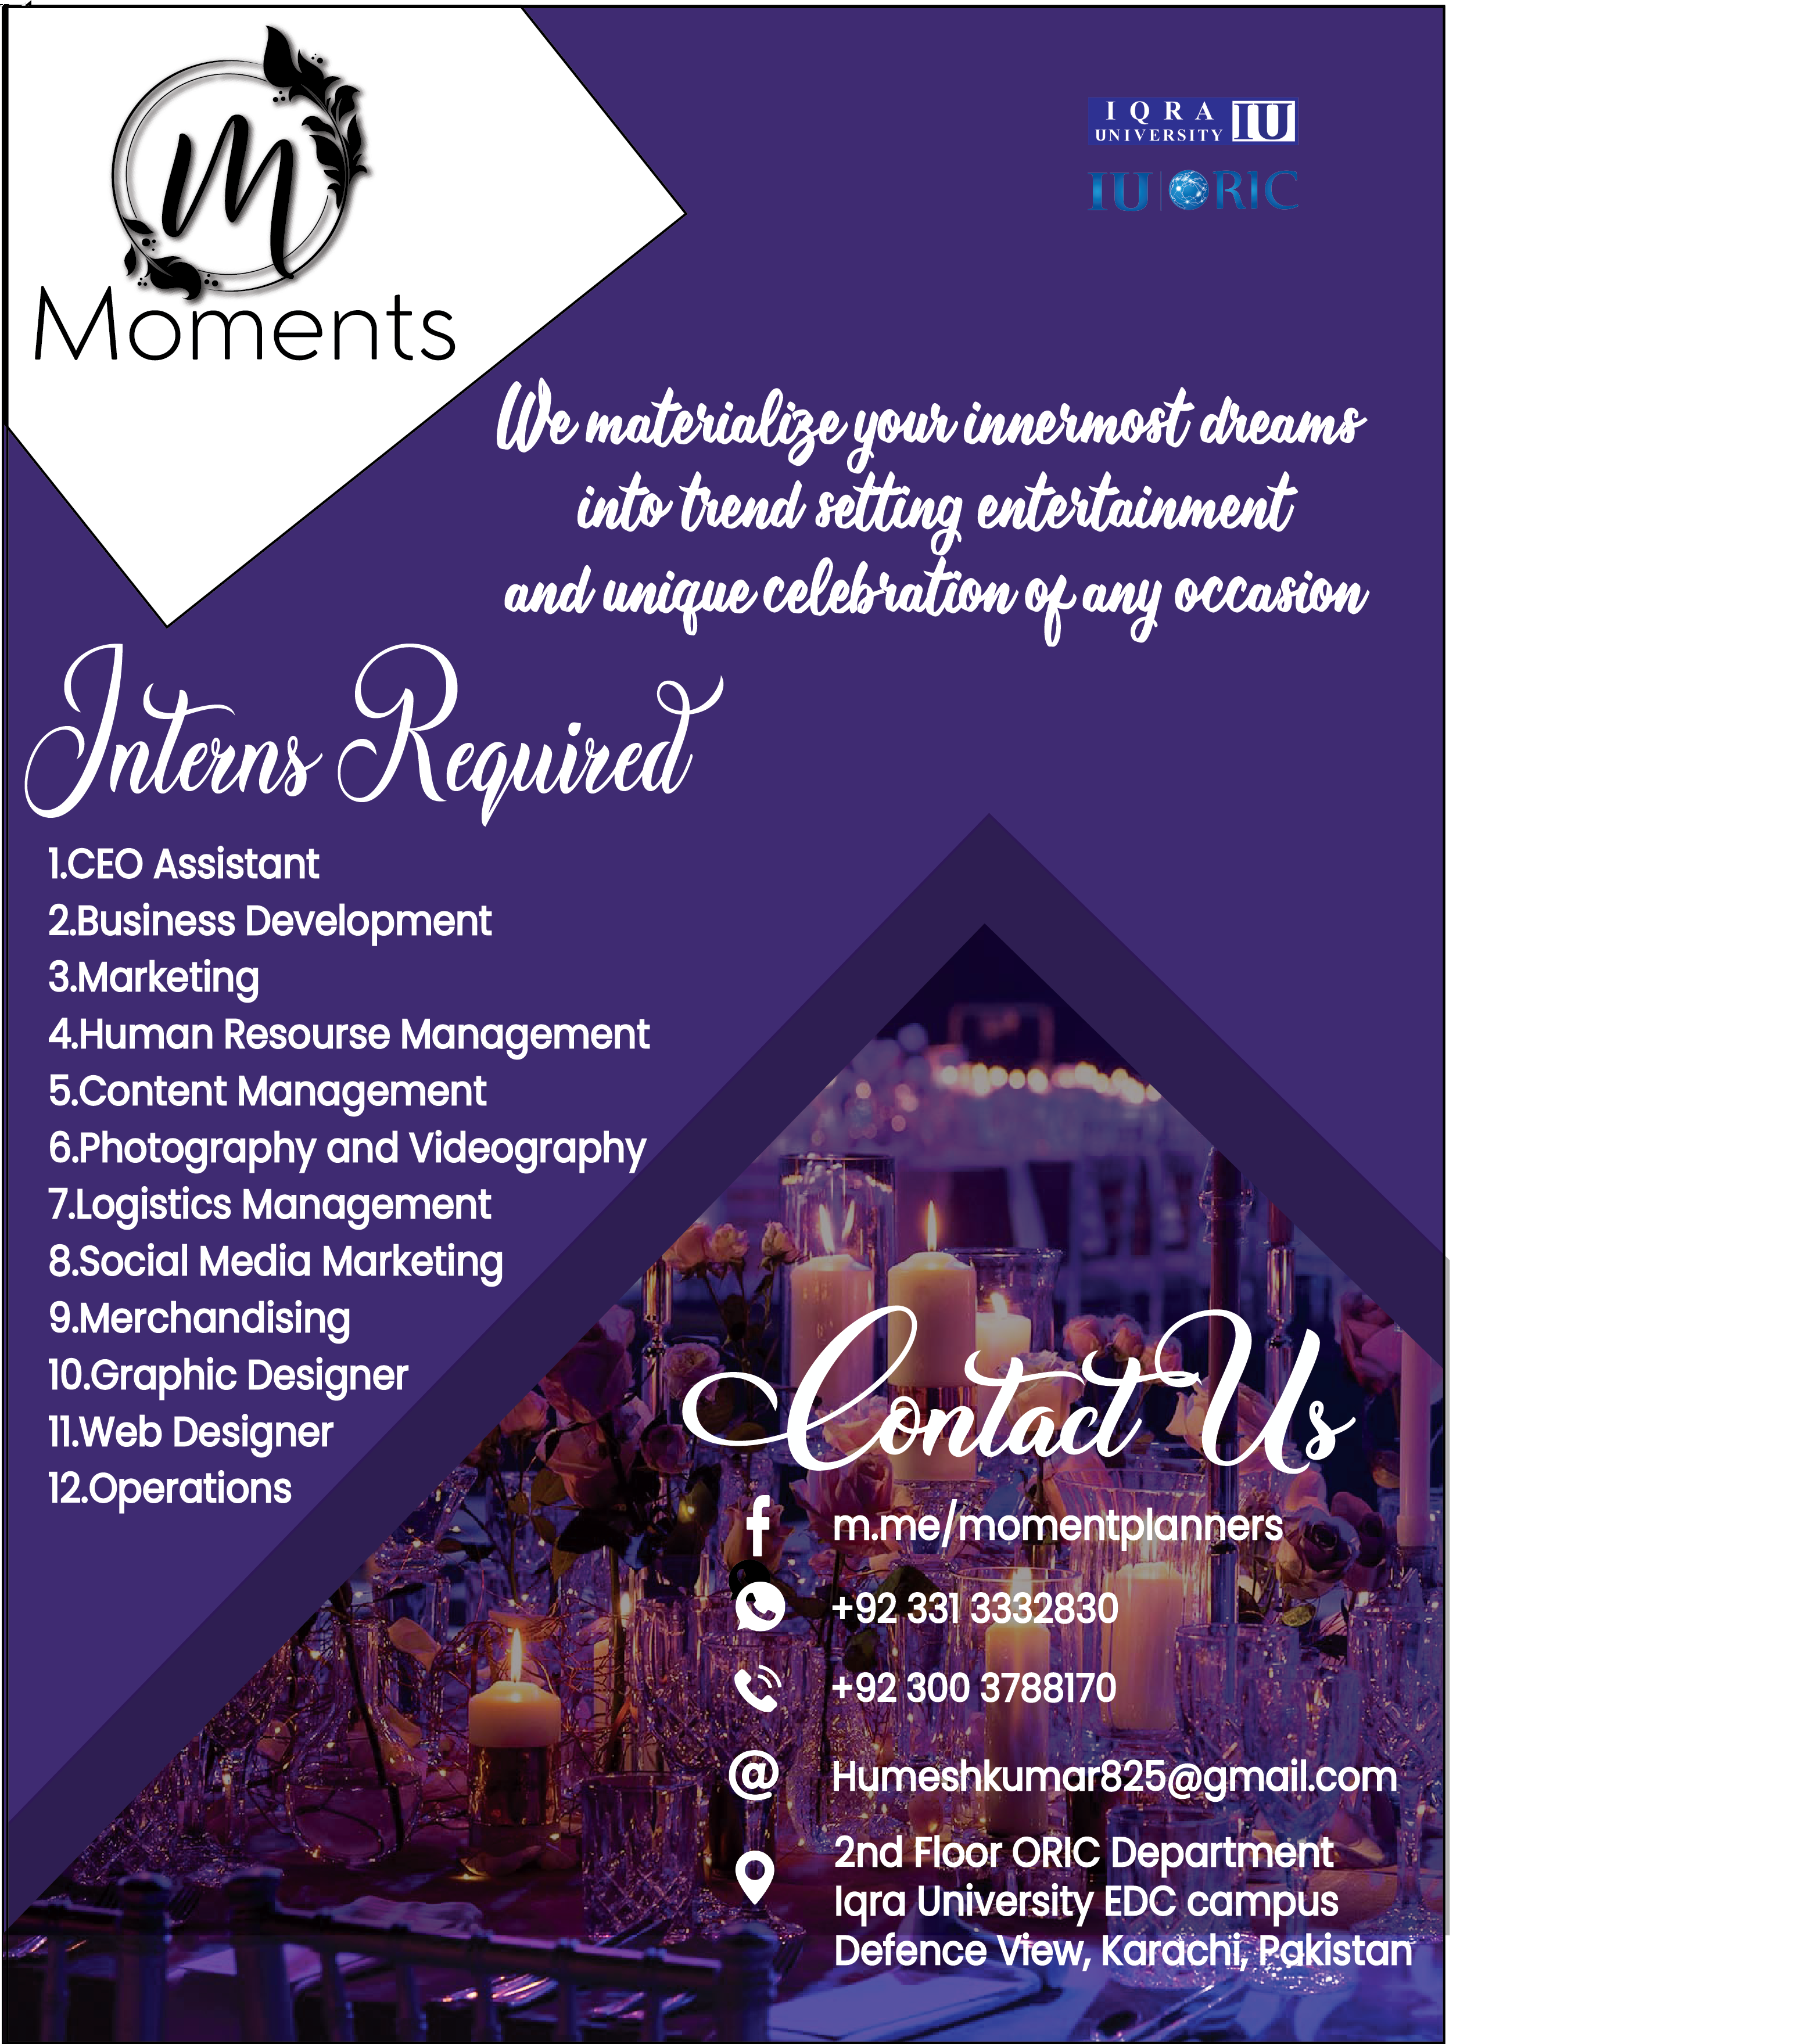 M
Moments
IQRA
UNIVERSITY IU
IU ORIC
We materialize your innermost dreams
into trend setting entertainment
and unique celebration of any occasion
Interns Required
1.CEO Assistant
2.Business Development
3.Marketing
4.Human Resourse Management
5.Content Management
6.Photography and Videography
7.Logistics Management
8.Social Media Marketing
9.Merchandising
10.Graphic Designer
11.Web Designer
12.Operations
Contact Us
m.me/momentplanners
+92 331 3332830
+92 300 3788170
@ Humeshkumar825@gmail.com
2nd Floor ORIC Department
Iqra University EDC campus
Defence View, Karachi, Pakistan